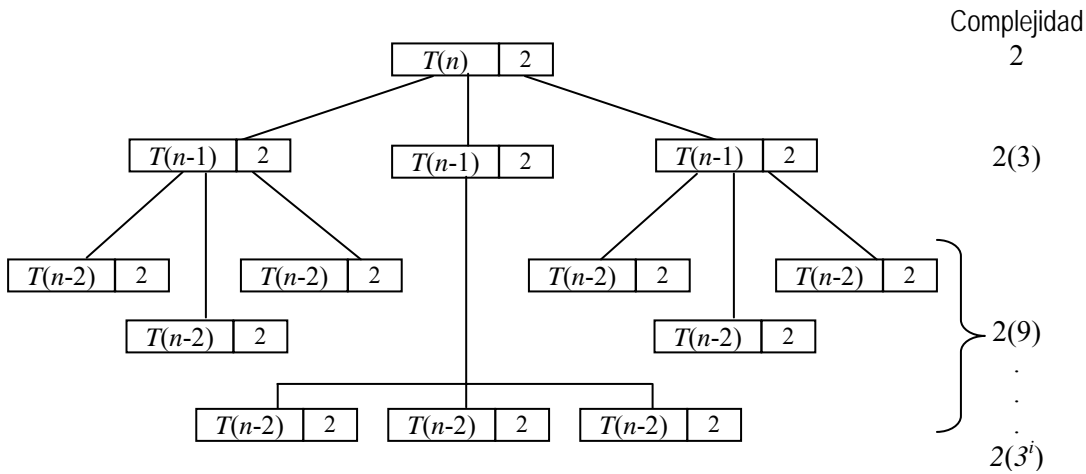 Complejidad
T(n) 2 2
T(n-1) 2 T(n-1) 2 T(n-1) 2 2(3)
T(n-2) 2 T(n-2) 2 T(n-2) 2 T(n-2) 2
T(n-2) 2 T(n-2) 2 2(9)
.
.
T(n-2) 2 T(n-2) 2 T(n-2) 2 .
2(3^i)